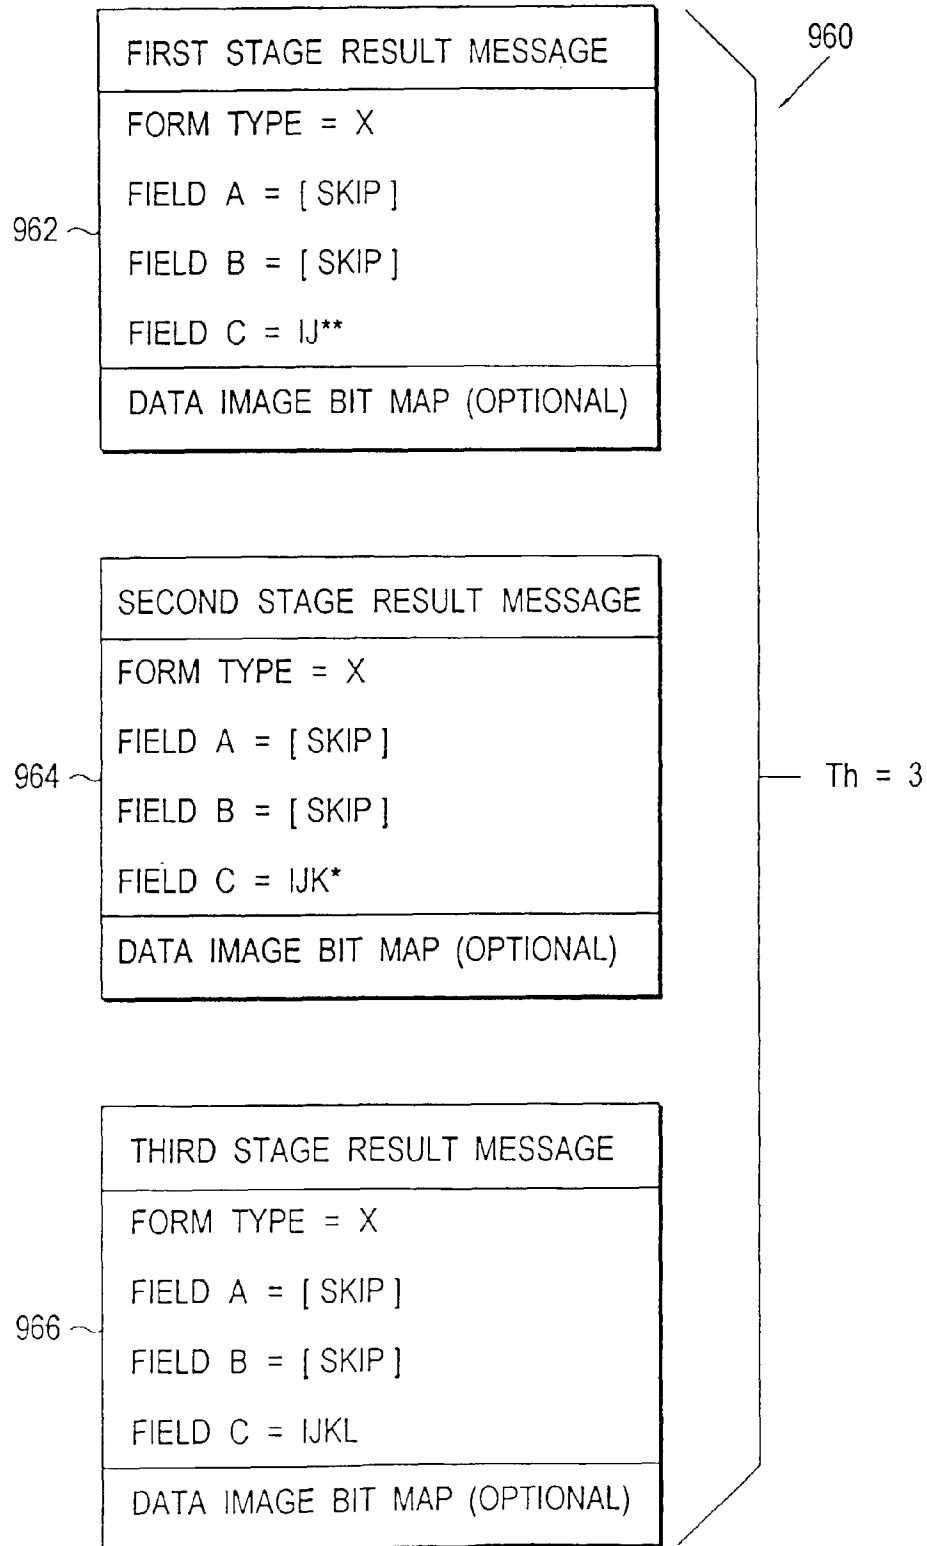 960
FIRST STAGE RESULT MESSAGE
FORM TYPE = X
FIELD A = [ SKIP ]
962
FIELD B = [ SKIP ]
FIELD C = IJ**
DATA IMAGE BIT MAP (OPTIONAL)
SECOND STAGE RESULT MESSAGE
FORM TYPE = X
FIELD A = [ SKIP ]
964
Th = 3
FIELD B = [ SKIP ]
FIELD C = IJK*
DATA IMAGE BIT MAP (OPTIONAL)
THIRD STAGE RESULT MESSAGE
FORM TYPE = X
FIELD A = [ SKIP ]
966
FIELD B = [ SKIP ]
FIELD C = IJKL
DATA IMAGE BIT MAP (OPTIONAL)